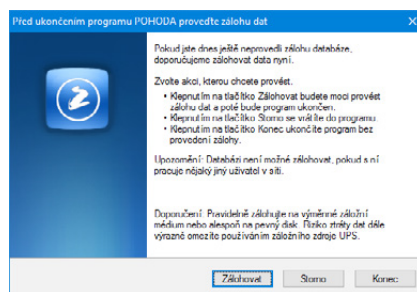 Před ukončením programu POHODA proveďte zálohu dat
Pokud jste dnes ještě neprovedli zálohu databáze,
doporučujeme zálohovat data nyní.
Zvolte akci, kterou chcete provést.
• Klepnutím na tlačítko Zálohovat budete moci provést
zálohu dat a poté bude program ukončen.
• Klepnutím na tlačítko Storno se vrátíte do programu.
• Klepnutím na tlačítko Konec ukončíte program bez
provedení zálohy.
Upozornění: Databázi není možné zálohovat, pokud s ní
pracuje nějaký jiný uživatel v síti.
Doporučení: Pravidelně zálohujte na výměnné záložní
médium nebo alespoň na pevný disk. Riziko ztráty dat dále
výrazně omezíte používáním záložního zdroje UPS.
Zálohovat Storno Konec